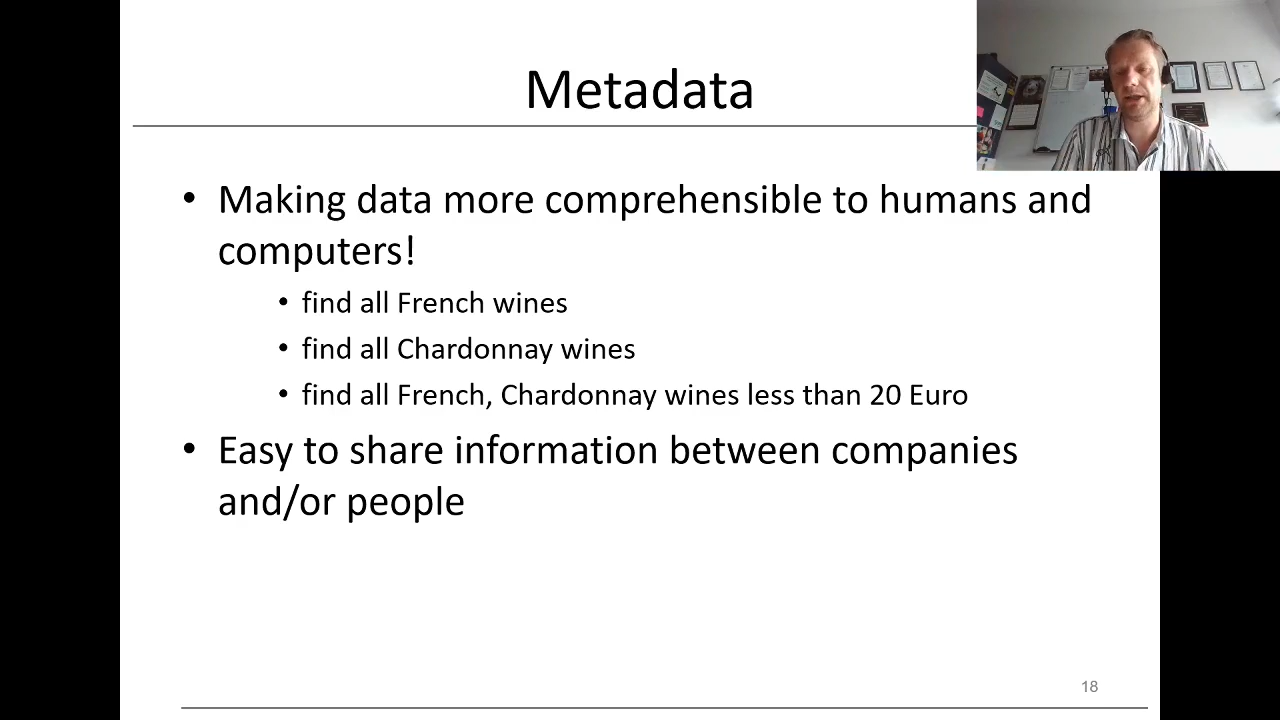 Metadata
• Making data more comprehensible to humans and
computers!
• find all French wines
• find all Chardonnay wines
• find all French, Chardonnay wines less than 20 Euro
• Easy to share information between companies
and/or people
18